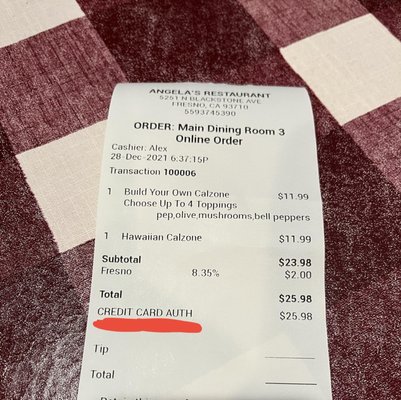 ANGELA'S RESTAURANT
5251 N BLACKSTONE AVE
FRESNO, CA 93710
5593745390
ORDER: Main Dining Room 3
Online Order
Cashier: Alex
28-Dec-2021 6:37:15P
Transaction 100006
1 Build Your Own Calzone $11.99
Choose Up To 4 Toppings
pep,olive,mushrooms,bell peppers
1 Hawaiian Calzone $11.99
Subtotal $23.98
Fresno 8.35% $2.00
Total $25.98
CREDIT CARD AUTH $25.98
Tip
Total